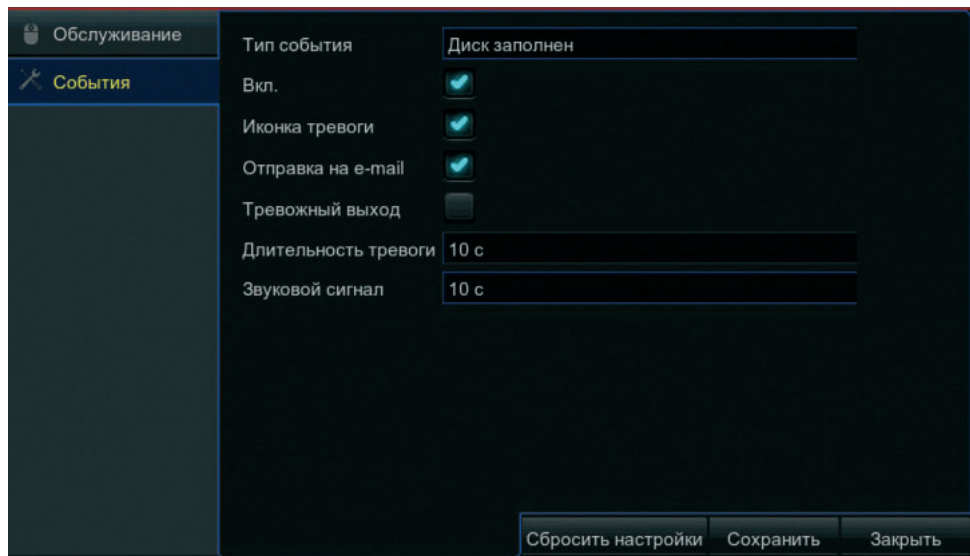 Обслуживание
События
Тип события Диск заполнен
Вкл.
Иконка тревоги
Отправка на e-mail
Тревожный выход
Длительность тревоги 10 с
Звуковой сигнал 10 с
Сбросить настройки Сохранить Закрыть